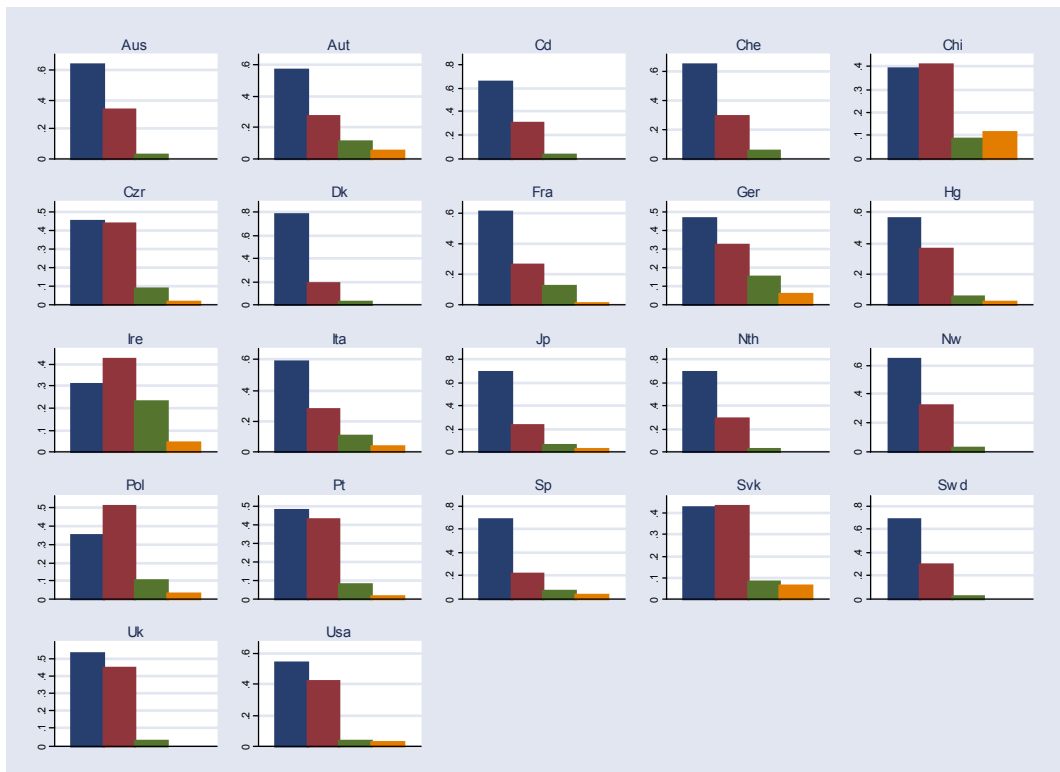 Aus
0 .2 .4 .6
Aut
0 .2 .4 .6
Cd
0 .2 .4 .6 .8
Che
0 .2 .4 .6
Chi
0 .1 .2 .3 .4
Czr
0 .1 .2 .3 .4 .5
Dk
0 .2 .4 .6 .8
Fra
0 .2 .4 .6
Ger
0 .1 .2 .3 .4 .5
Hg
0 .2 .4 .6
Ire
0 .1 .2 .3 .4
Ita
0 .2 .4 .6
Jp
0 .2 .4 .6 .8
Nth
0 .2 .4 .6 .8
Nw
0 .2 .4 .6
Pol
0 .1 .2 .3 .4 .5
Pt
0 .1 .2 .3 .4 .5
Sp
0 .2 .4 .6 .8
Svk
0 .1 .2 .3 .4
Swd
0 .2 .4 .6 .8
Uk
0 .1 .2 .3 .4 .5
Usa
0 .2 .4 .6